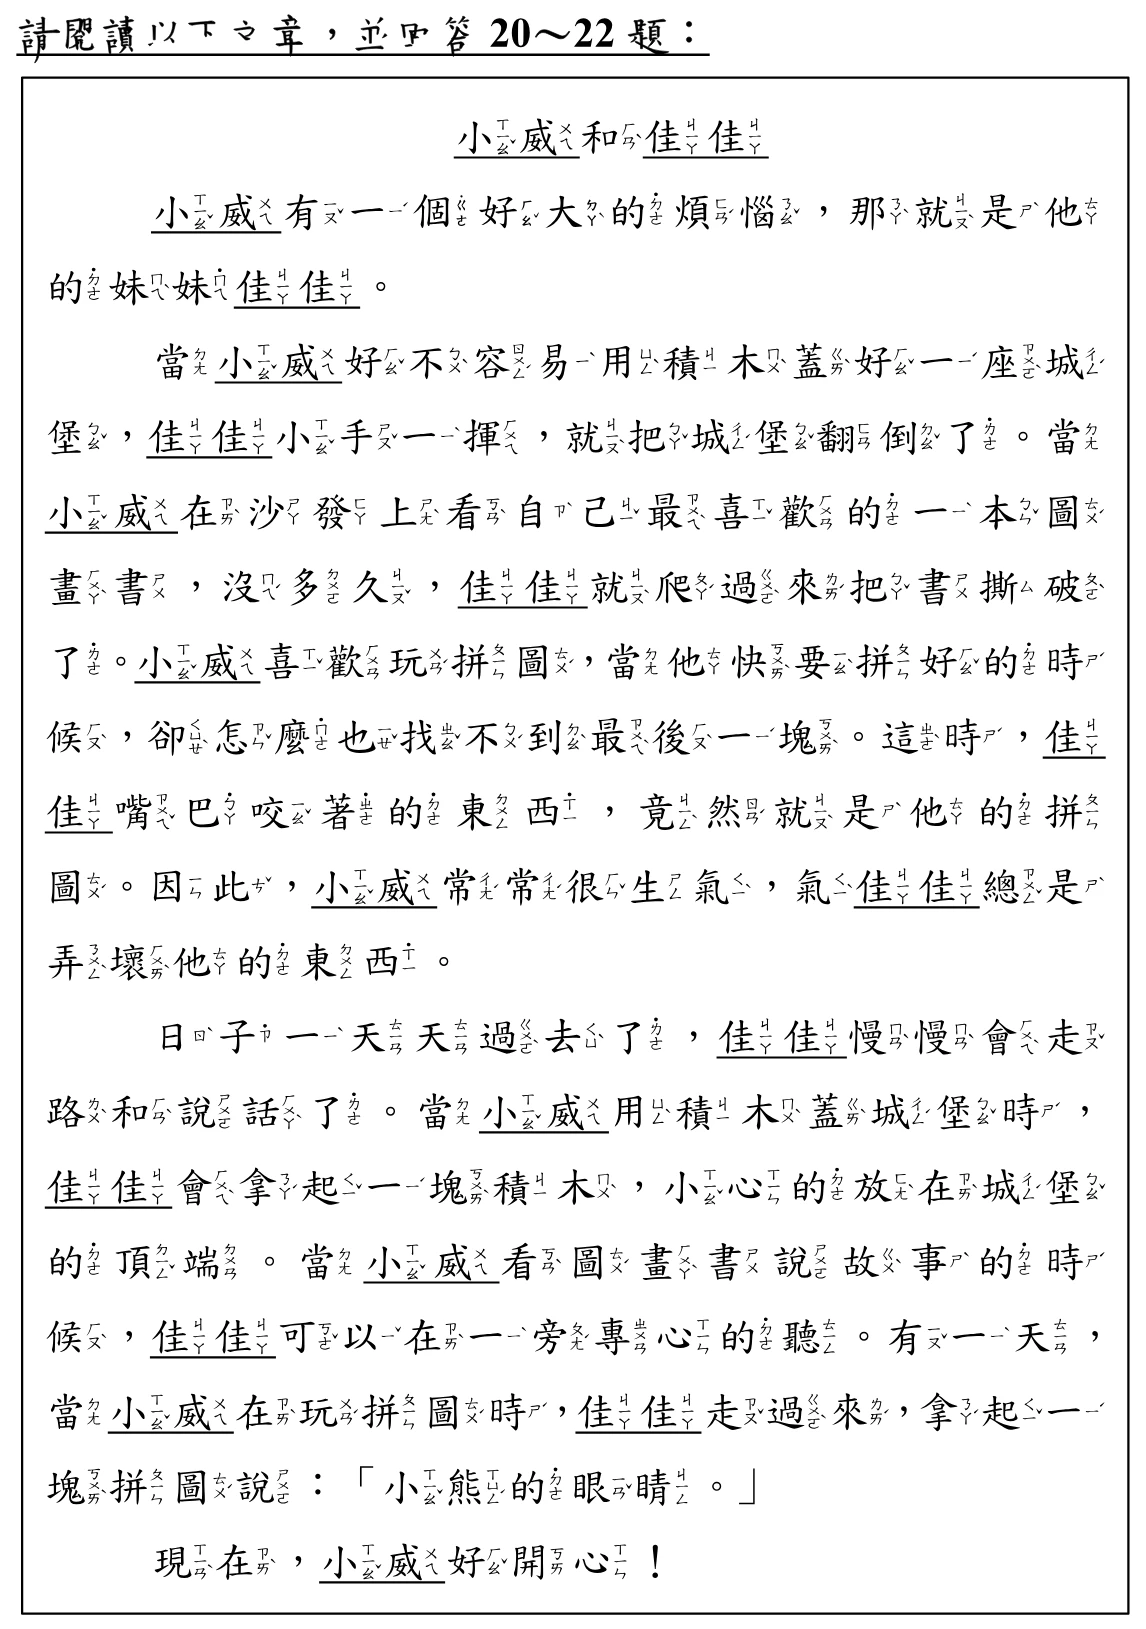 請閱讀以下文章，並回答 20～22 題：
小威和佳佳
小威有一個好大的煩惱，那就是他
的妹妹佳佳。
當小威好不容易用積木蓋好一座城
堡，佳佳小手一揮，就把城堡翻倒了。當
小威在沙發上看自己最喜歡的一本圖
畫書，沒多久，佳佳就爬過來把書撕破
了。小威喜歡玩拼圖，當他快要拼好的時
候，卻怎麼也找不到最後一塊。這時，佳
佳嘴巴咬著的東西，竟然就是他的拼
圖。因此，小威常常很生氣，氣佳佳總是
弄壞他的東西。
日子一天天過去了，佳佳慢慢會走
路和說話了。當小威用積木蓋城堡時，
佳佳會拿起一塊積木，小心的放在城堡
的頂端。當小威看圖畫書說故事的時
候，佳佳可以在一旁專心的聽。有一天，
當小威在玩拼圖時，佳佳走過來，拿起一
塊拼圖說：「小熊的眼睛。」
現在，小威好開心！